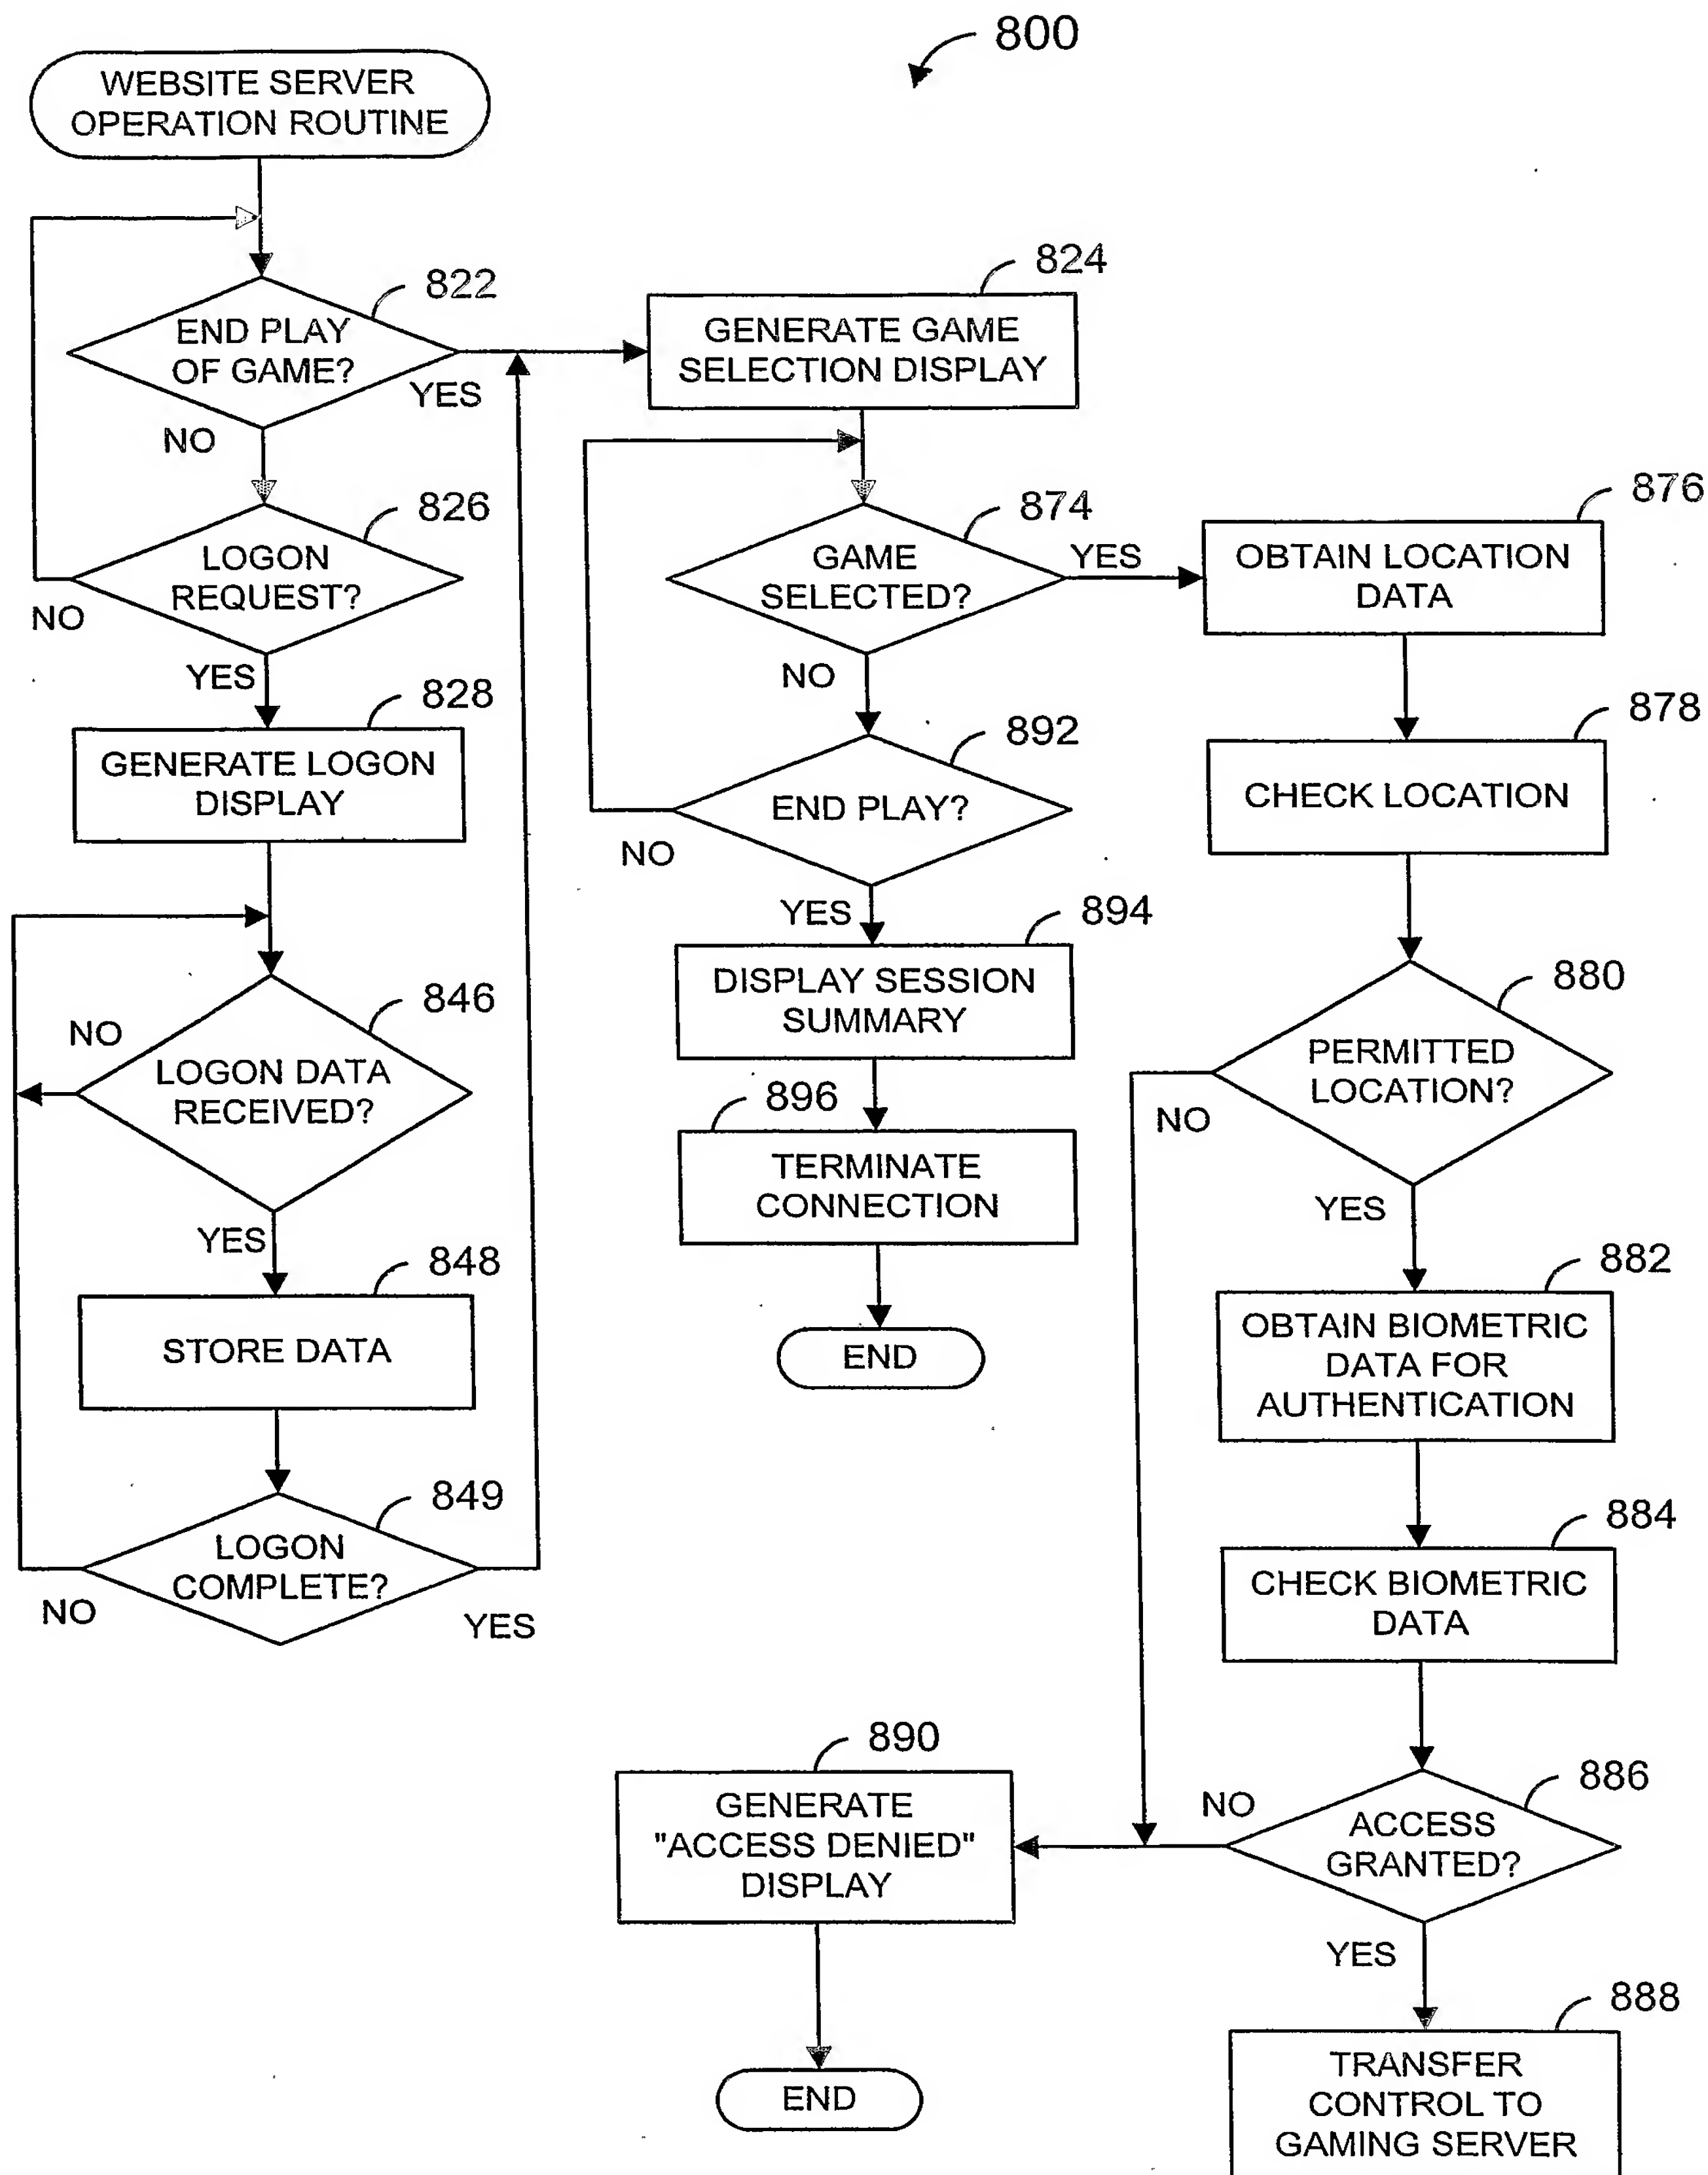 800
WEBSITE SERVER
OPERATION ROUTINE
822
END PLAY
OF GAME?
YES
NO
826
LOGON
REQUEST?
NO
YES
828
GENERATE LOGON
DISPLAY
846
NO
LOGON DATA
RECEIVED?
YES
848
STORE DATA
849
LOGON
COMPLETE?
NO
YES
824
GENERATE GAME
SELECTION DISPLAY
874
GAME
SELECTED?
YES
NO
892
END PLAY?
NO
YES
894
DISPLAY SESSION
SUMMARY
896
TERMINATE
CONNECTION
END
876
OBTAIN LOCATION
DATA
878
CHECK LOCATION
880
PERMITTED
LOCATION?
NO
YES
882
OBTAIN BIOMETRIC
DATA FOR
AUTHENTICATION
884
CHECK BIOMETRIC
DATA
886
NO
ACCESS
GRANTED?
YES
890
GENERATE
"ACCESS DENIED"
DISPLAY
END
888
TRANSFER
CONTROL TO
GAMING SERVER